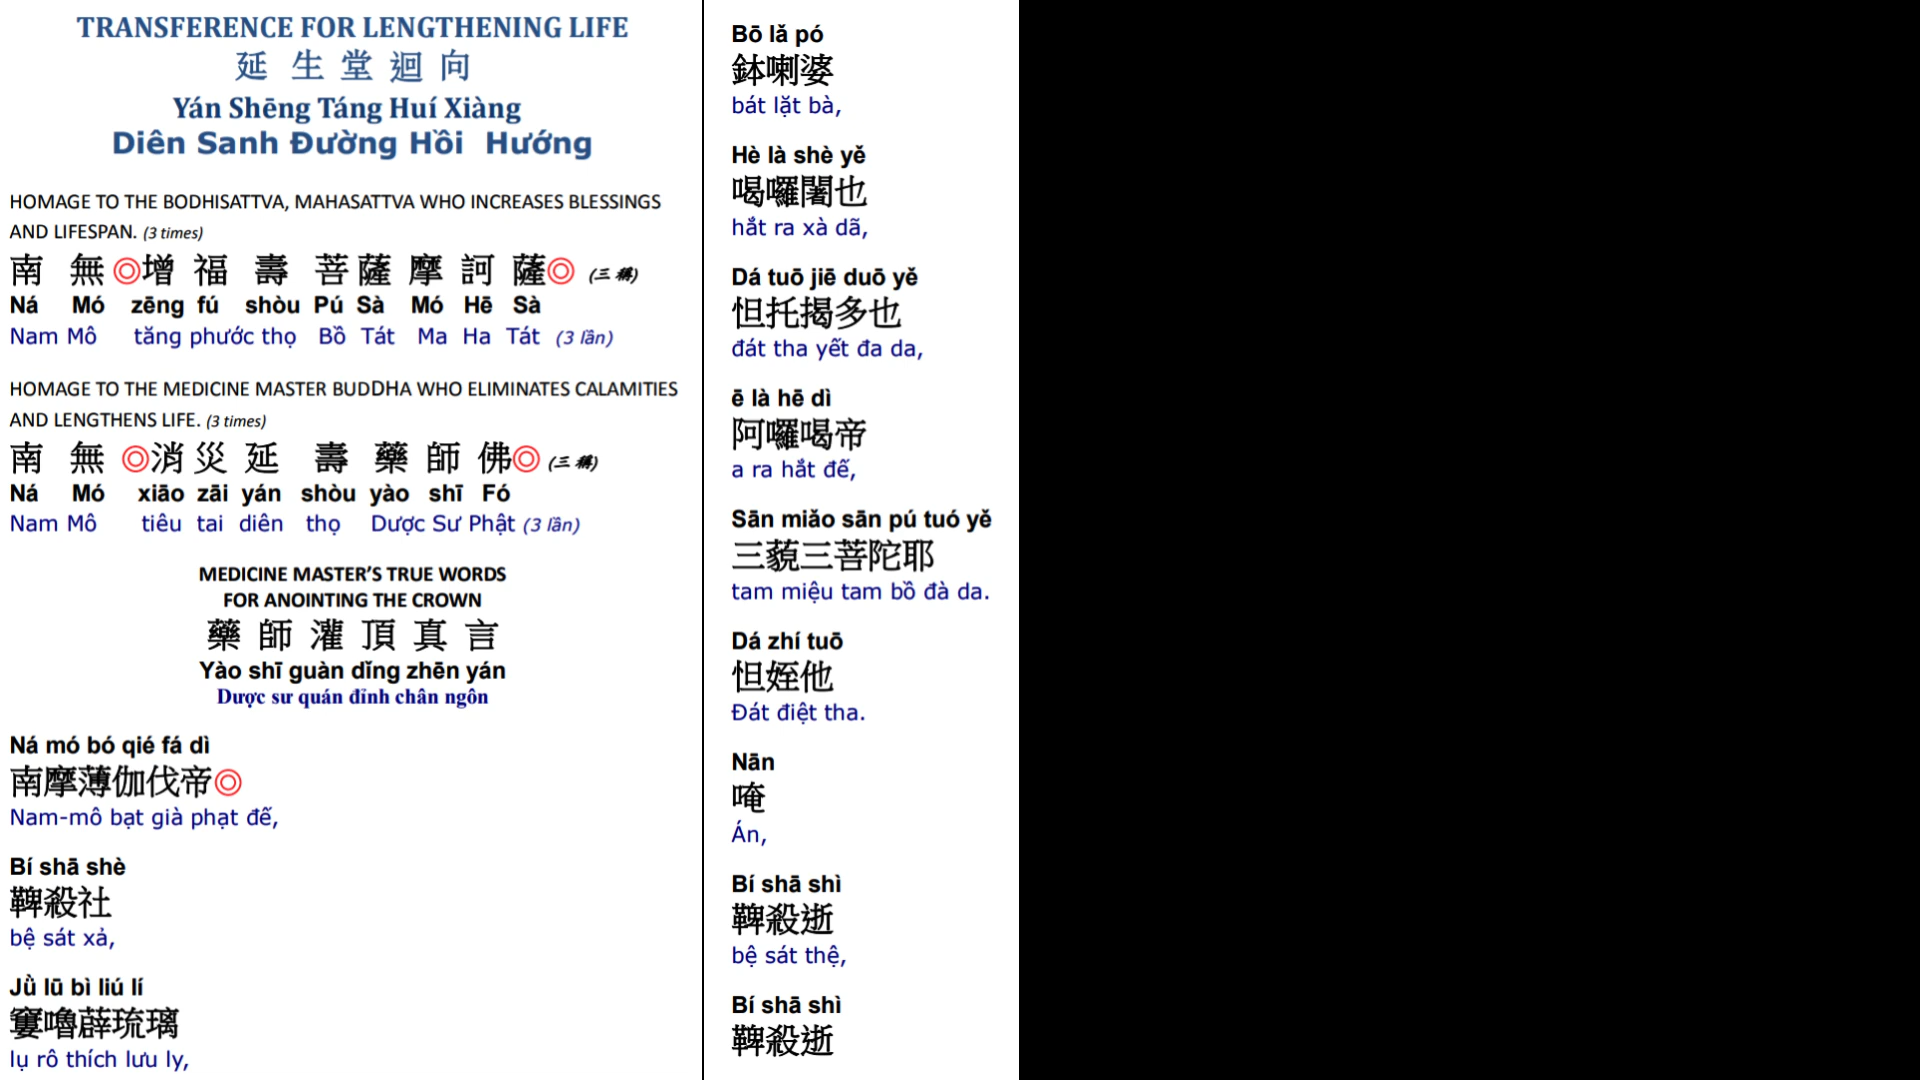 TRANSFERENCE FOR LENGTHENING LIFE
延 生 堂 迴 向
Yán Shēng Táng Huí Xiàng
Diên Sanh Đường Hồi Hướng
HOMAGE TO THE BODHISATTVA, MAHASATTVA WHO INCREASES BLESSINGS
AND LIFESPAN. (3 times)
南 無 ◎增 福 壽 菩 薩 摩 訶 薩◎ (三 稱)
Ná Mó zēng fú shòu Pú Sà Mó Hē Sà
Nam Mô tăng phước thọ Bồ Tát Ma Ha Tát (3 lần)
HOMAGE TO THE MEDICINE MASTER BUDDHA WHO ELIMINATES CALAMITIES
AND LENGTHENS LIFE. (3 times)
南 無 ◎消 災 延 壽 藥 師 佛◎ (三 稱)
Ná Mó xiāo zāi yán shòu yào shī Fó
Nam Mô tiêu tai diên thọ Dược Sư Phật (3 lần)
MEDICINE MASTER’S TRUE WORDS
FOR ANOINTING THE CROWN
藥 師 灌 頂 真 言
Yào shī guàn dǐng zhēn yán
Dược sư quán đỉnh chân ngôn
Ná mó bó qié fá dì
南摩薄伽伐帝◎
Nam-mô bạt già phạt đế,
Bí shā shè
鞞殺社
bệ sát xả,
Jǜ lū bì liú lí
窶嚕薜琉璃
lụ rô thích lưu ly,
Bō lǎ pó
鉢喇婆
bát lặt bà,
Hè là shè yě
喝囉闍也
hắt ra xà dã,
Dá tuō jiē duō yě
怛托揭多也
đát tha yết đa da,
ē là hē dì
阿囉喝帝
a ra hắt đế,
Sān miǎo sān pú tuó yě
三藐三菩陀耶
tam miệu tam bồ đà da.
Dá zhí tuō
怛姪他
Đát điệt tha.
Nān
唵
Án,
Bí shā shì
鞞殺逝
bệ sát thệ,
Bí shā shì
鞞殺逝